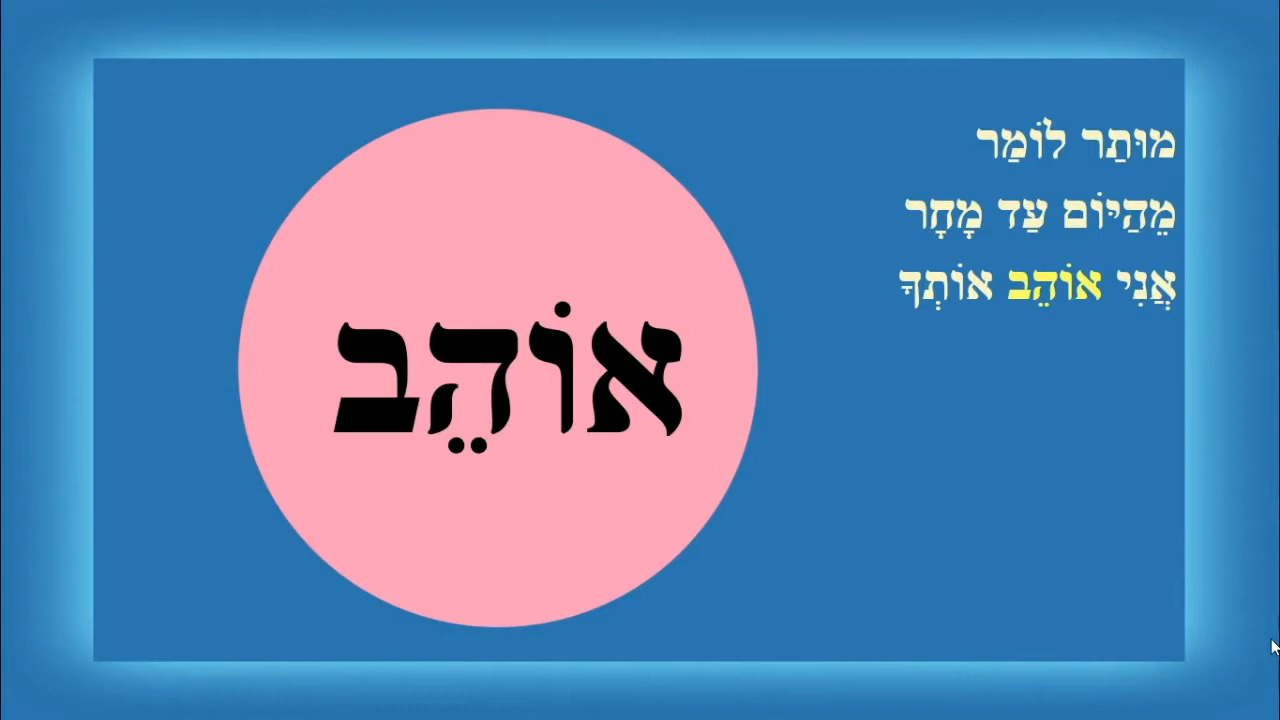 מוּתַּר לוֹמַר
מֵהַיּוֹם עַד מָחָר
אֲנִי אוֹהֵב אוֹתְךָ
אוֹהֵב